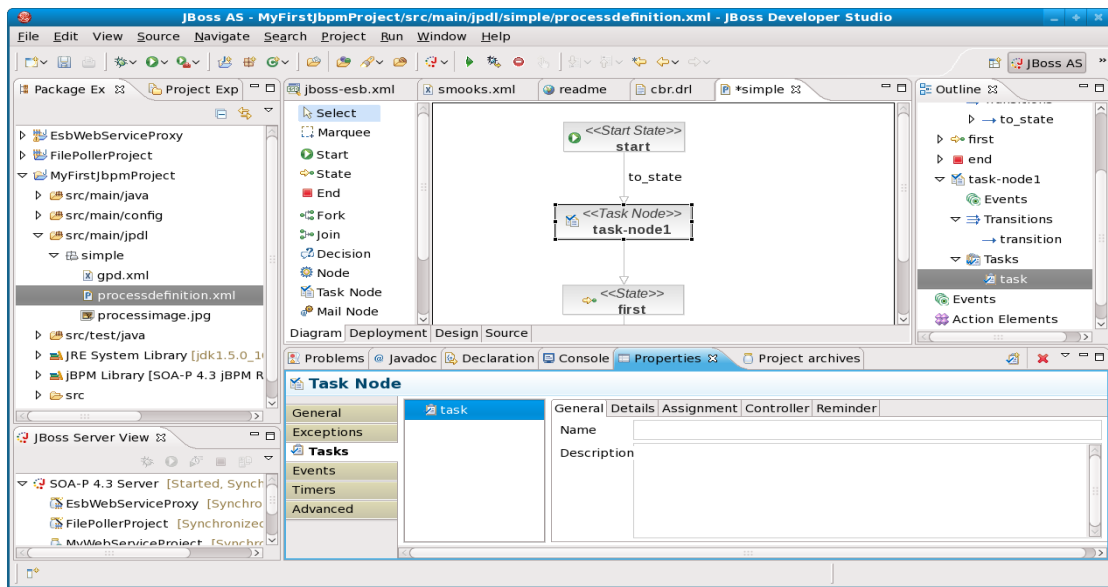 JBoss AS - MyFirstJbpmProject/src/main/jpdl/simple/processdefinition.xml - JBoss Developer Studio
File Edit View Source Navigate Search Project Run Window Help
JBoss AS
Package Ex
Project Exp
EsbWebServiceProxy
FilePollerProject
MyFirstJbpmProject
src/main/java
src/main/config
src/main/jpdl
simple
gpd.xml
processdefinition.xml
processimage.jpg
src/test/java
JRE System Library [jdk1.5.0_1
jBPM Library [SOA-P 4.3 jBPM R
src
JBoss Server View
SOA-P 4.3 Server [Started, Synch
EsbWebServiceProxy [Synchro
FilePollerProject [Synchronized
MyWebServiceProject [Synchro
jboss-esb.xml
smooks.xml
readme
cbr.drl
*simple
Select
Marquee
Start
State
End
Fork
Join
Decision
Node
Task Node
Mail Node
<<Start State>>
start
to_state
<<Task Node>>
task-node1
<<State>>
first
Diagram Deployment Design Source
Outline
to_state
first
end
task-node1
Events
Transitions
transition
Tasks
task
Events
Action Elements
Problems @ Javadoc Declaration Console Properties Project archives
Task Node
General
Exceptions
Tasks
Events
Timers
Advanced
task
General Details Assignment Controller Reminder
Name
Description